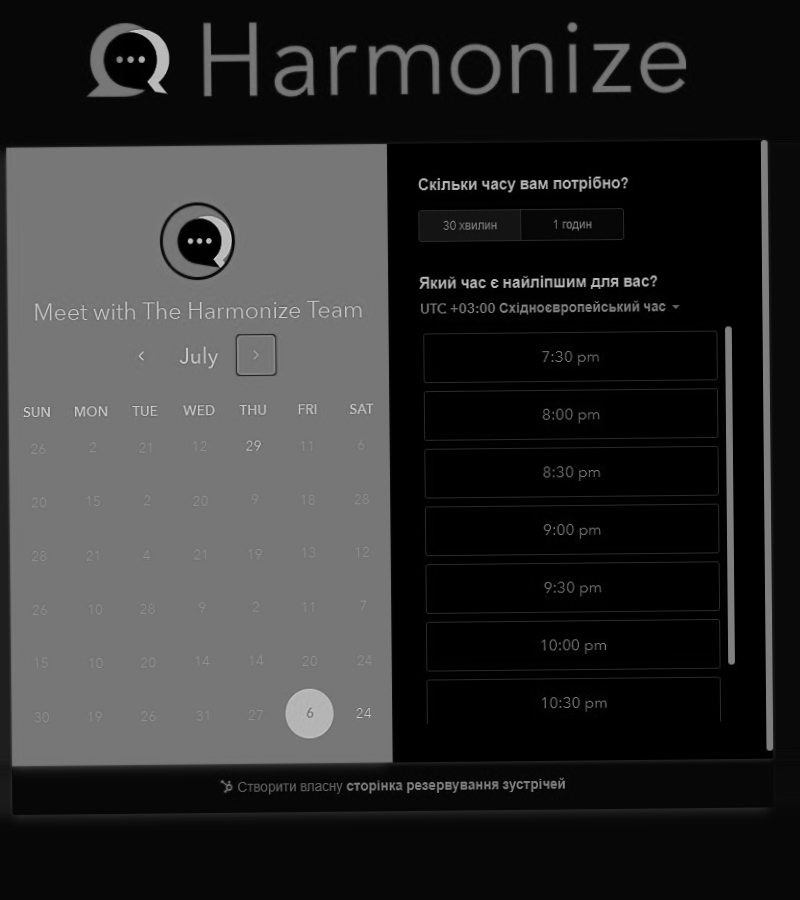 Harmonize
Meet with The Harmonize Team
July
SUN MON TUE WED THU FRI SAT
26 2 21 12 29 11 6
20 15 2 20 9 18 28
28 21 4 21 19 13 12
26 10 28 9 2 11 7
15 10 20 14 14 20 24
30 19 26 31 27 6 24
Скільки часу вам потрібно?
30 хвилин 1 годин
Який час є найліпшим для вас?
UTC +03:00 Східноєвропейський час
7:30 pm
8:00 pm
8:30 pm
9:00 pm
9:30 pm
10:00 pm
10:30 pm
Створити власну сторінка резервування зустрічей